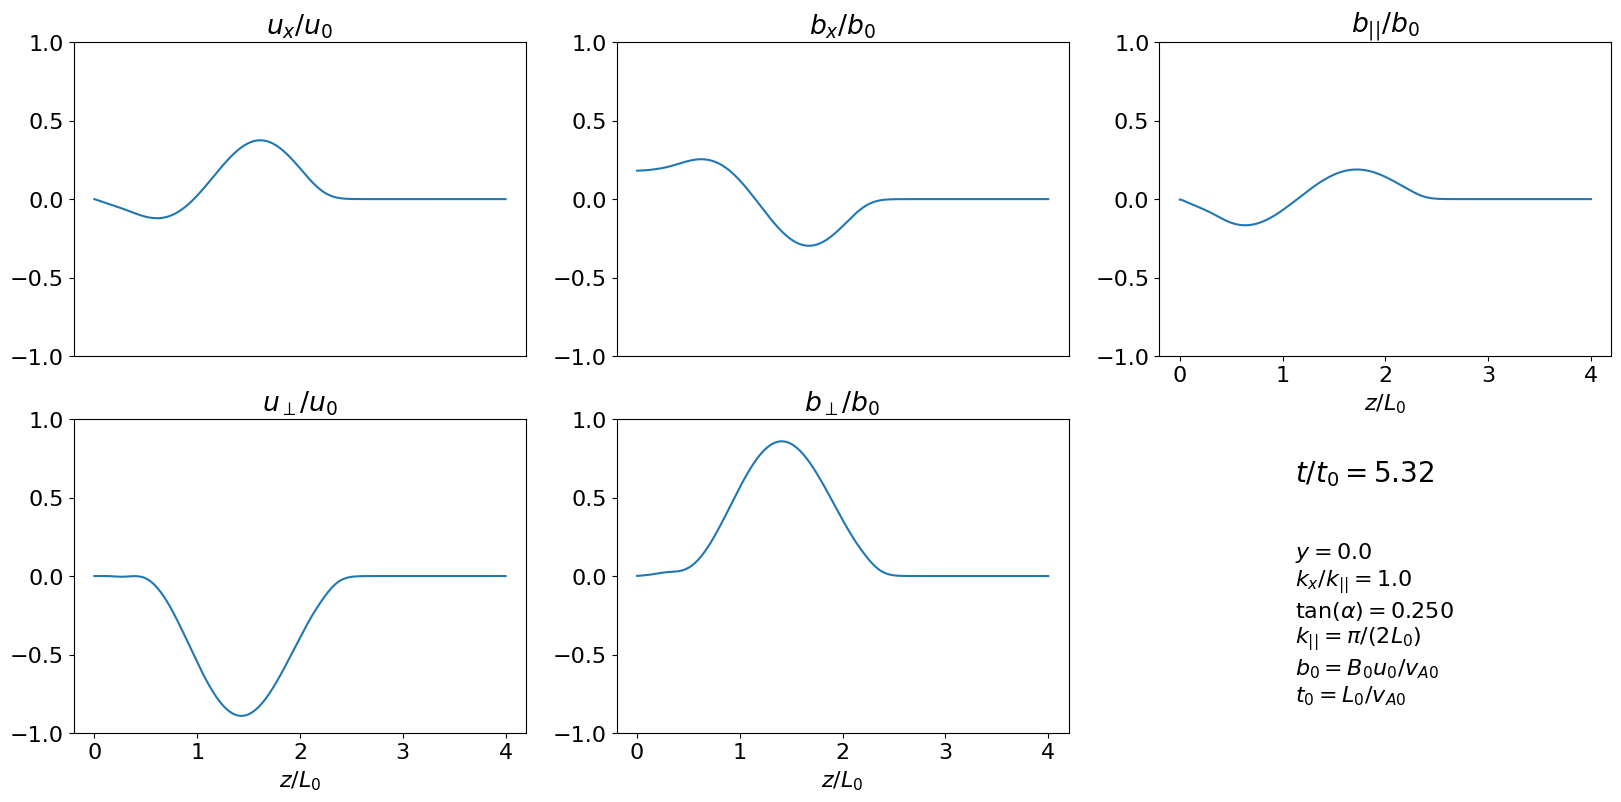 u_x/u_0
b_x/b_0
b_||/b_0
1.0
0.5
0.0
−0.5
−1.0
1.0
0.5
0.0
−0.5
−1.0
1.0
0.5
0.0
−0.5
−1.0
0 1 2 3 4
z/L_0
u_⊥/u_0
b_⊥/b_0
1.0
0.5
0.0
−0.5
−1.0
0 1 2 3 4
z/L_0
1.0
0.5
0.0
−0.5
−1.0
0 1 2 3 4
z/L_0
t/t_0 = 5.32
y = 0.0
k_x/k_|| = 1.0
tan(α) = 0.250
k_|| = π/(2L_0)
b_0 = B_0u_0/v_{A0}
t_0 = L_0/v_{A0}